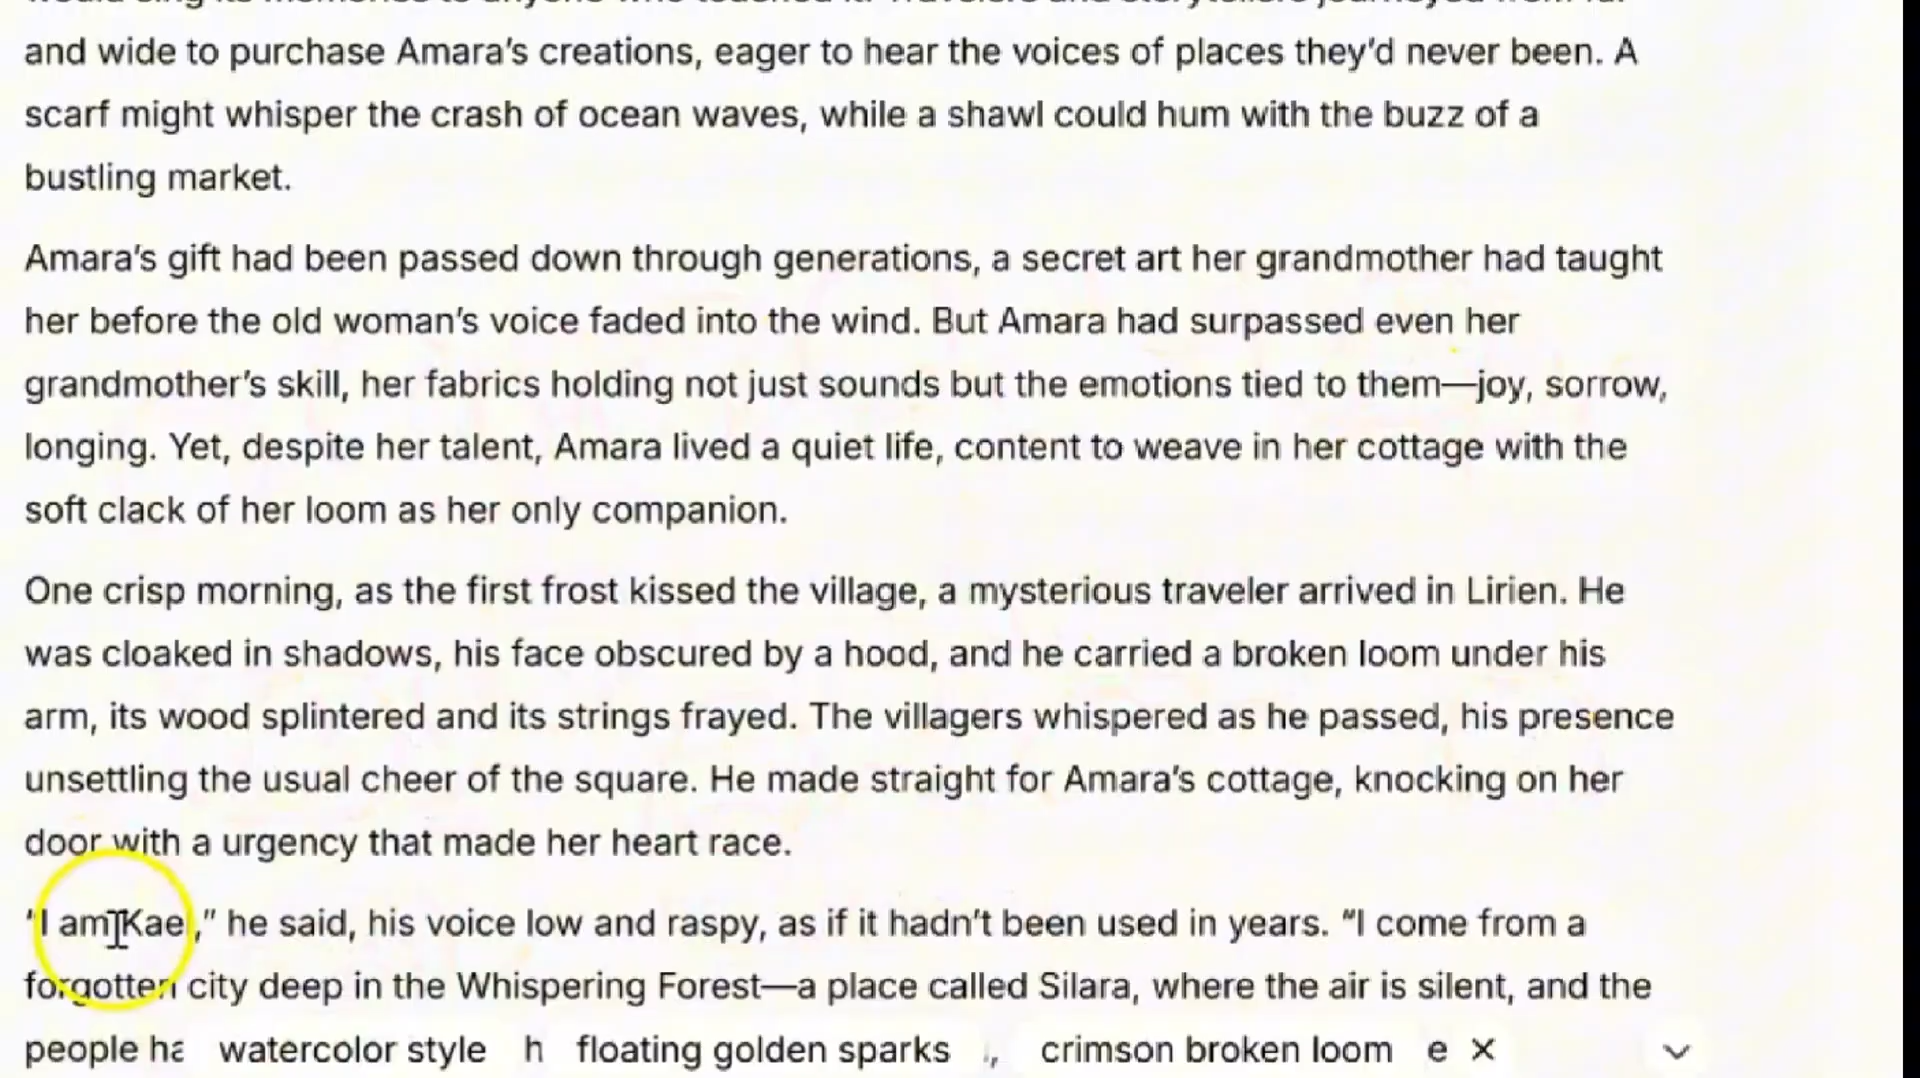 and wide to purchase Amara's creations, eager to hear the voices of places they'd never been. A
scarf might whisper the crash of ocean waves, while a shawl could hum with the buzz of a
bustling market.
Amara's gift had been passed down through generations, a secret art her grandmother had taught
her before the old woman's voice faded into the wind. But Amara had surpassed even her
grandmother's skill, her fabrics holding not just sounds but the emotions tied to them—joy, sorrow,
longing. Yet, despite her talent, Amara lived a quiet life, content to weave in her cottage with the
soft clack of her loom as her only companion.
One crisp morning, as the first frost kissed the village, a mysterious traveler arrived in Lirien. He
was cloaked in shadows, his face obscured by a hood, and he carried a broken loom under his
arm, its wood splintered and its strings frayed. The villagers whispered as he passed, his presence
unsettling the usual cheer of the square. He made straight for Amara's cottage, knocking on her
door with a urgency that made her heart race.
"I am Kael," he said, his voice low and raspy, as if it hadn't been used in years. "I come from a
forgotten city deep in the Whispering Forest—a place called Silara, where the air is silent, and the
people ha watercolor style h floating golden sparks , crimson broken loom e ×